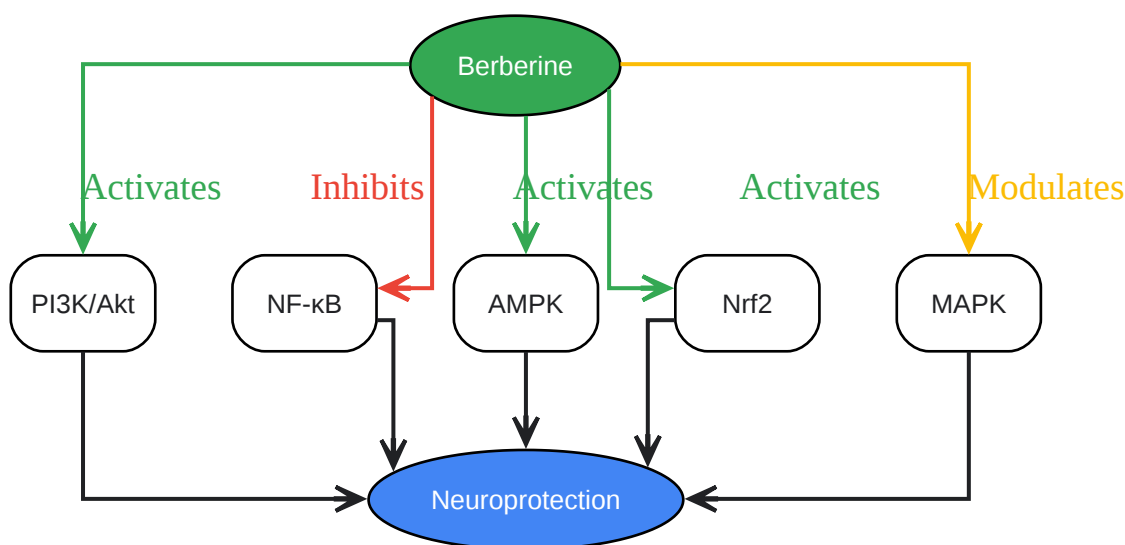 Berberine
Activates
Inhibits
Activates
Activates
Modulates
PI3K/Akt
NF-κB
AMPK
Nrf2
MAPK
Neuroprotection